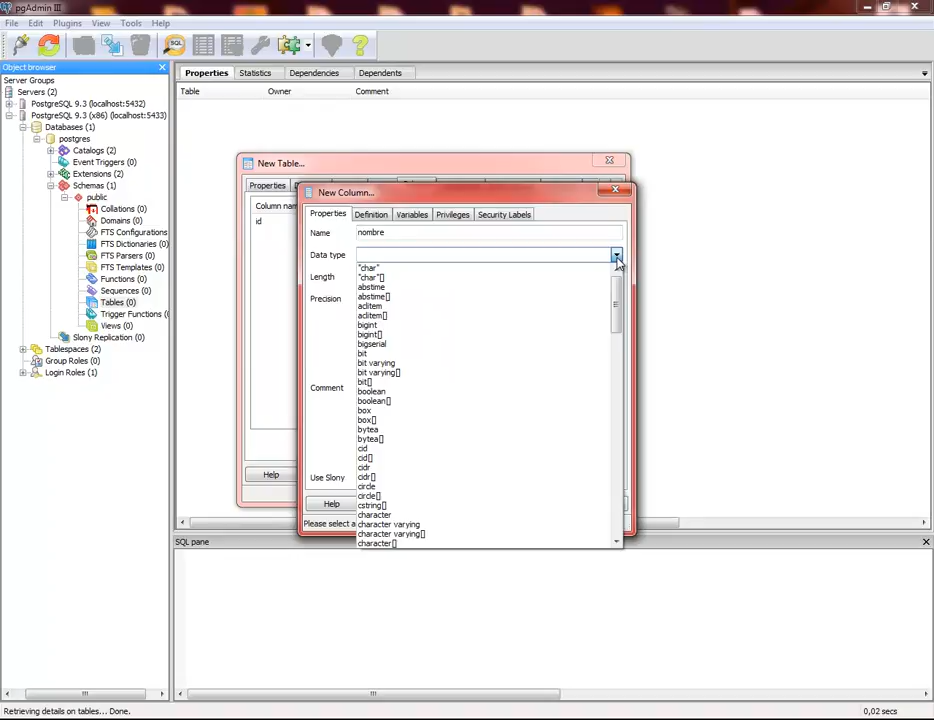 pgAdmin III
File Edit Plugins View Tools Help
SQL
Object browser
Server Groups
Servers (2)
PostgreSQL 9.3 (localhost:5432)
PostgreSQL 9.3 (x86) (localhost:5433)
Databases (1)
postgres
Catalogs (2)
Event Triggers (0)
Extensions (2)
Schemas (1)
public
Collations (0)
Domains (0)
FTS Configurations
FTS Dictionaries (0)
FTS Parsers (0)
FTS Templates (0)
Functions (0)
Sequences (0)
Tables (0)
Trigger Functions (
Views (0)
Slony Replication (0)
Tablespaces (2)
Group Roles (0)
Login Roles (1)
Properties Statistics Dependencies Dependents
Table Owner Comment
New Table...
Properties
Column nam
id
Help
New Column...
Properties Definition Variables Privileges Security Labels
Name nombre
Data type
Length
Precision
Comment
Use Slony
Help
Please select a
"char"
"char"[]
abstime
abstime[]
aclitem
aclitem[]
bigint
bigint[]
bigserial
bit
bit varying
bit varying[]
bit[]
boolean
boolean[]
box
box[]
bytea
bytea[]
cid
cid[]
cidr
cidr[]
circle
circle[]
cstring[]
character
character varying
character varying[]
character[]
SQL pane
Retrieving details on tables... Done. 0,02 secs